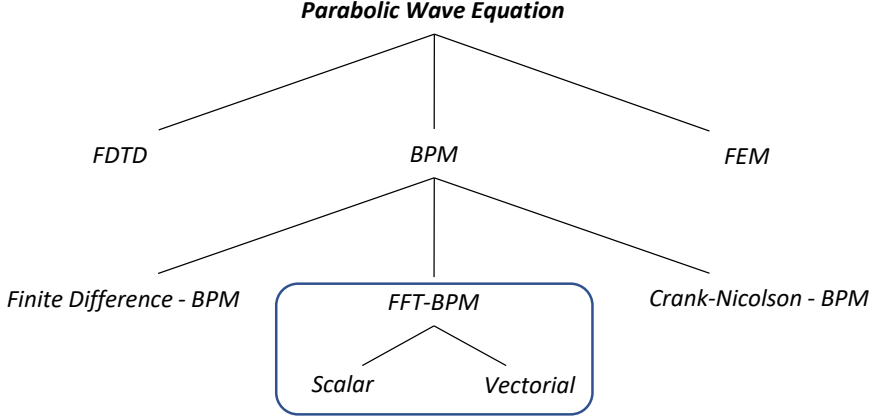 Parabolic Wave Equation
FDTD
BPM
FEM
Finite Difference - BPM
FFT-BPM
Crank-Nicolson - BPM
Scalar
Vectorial